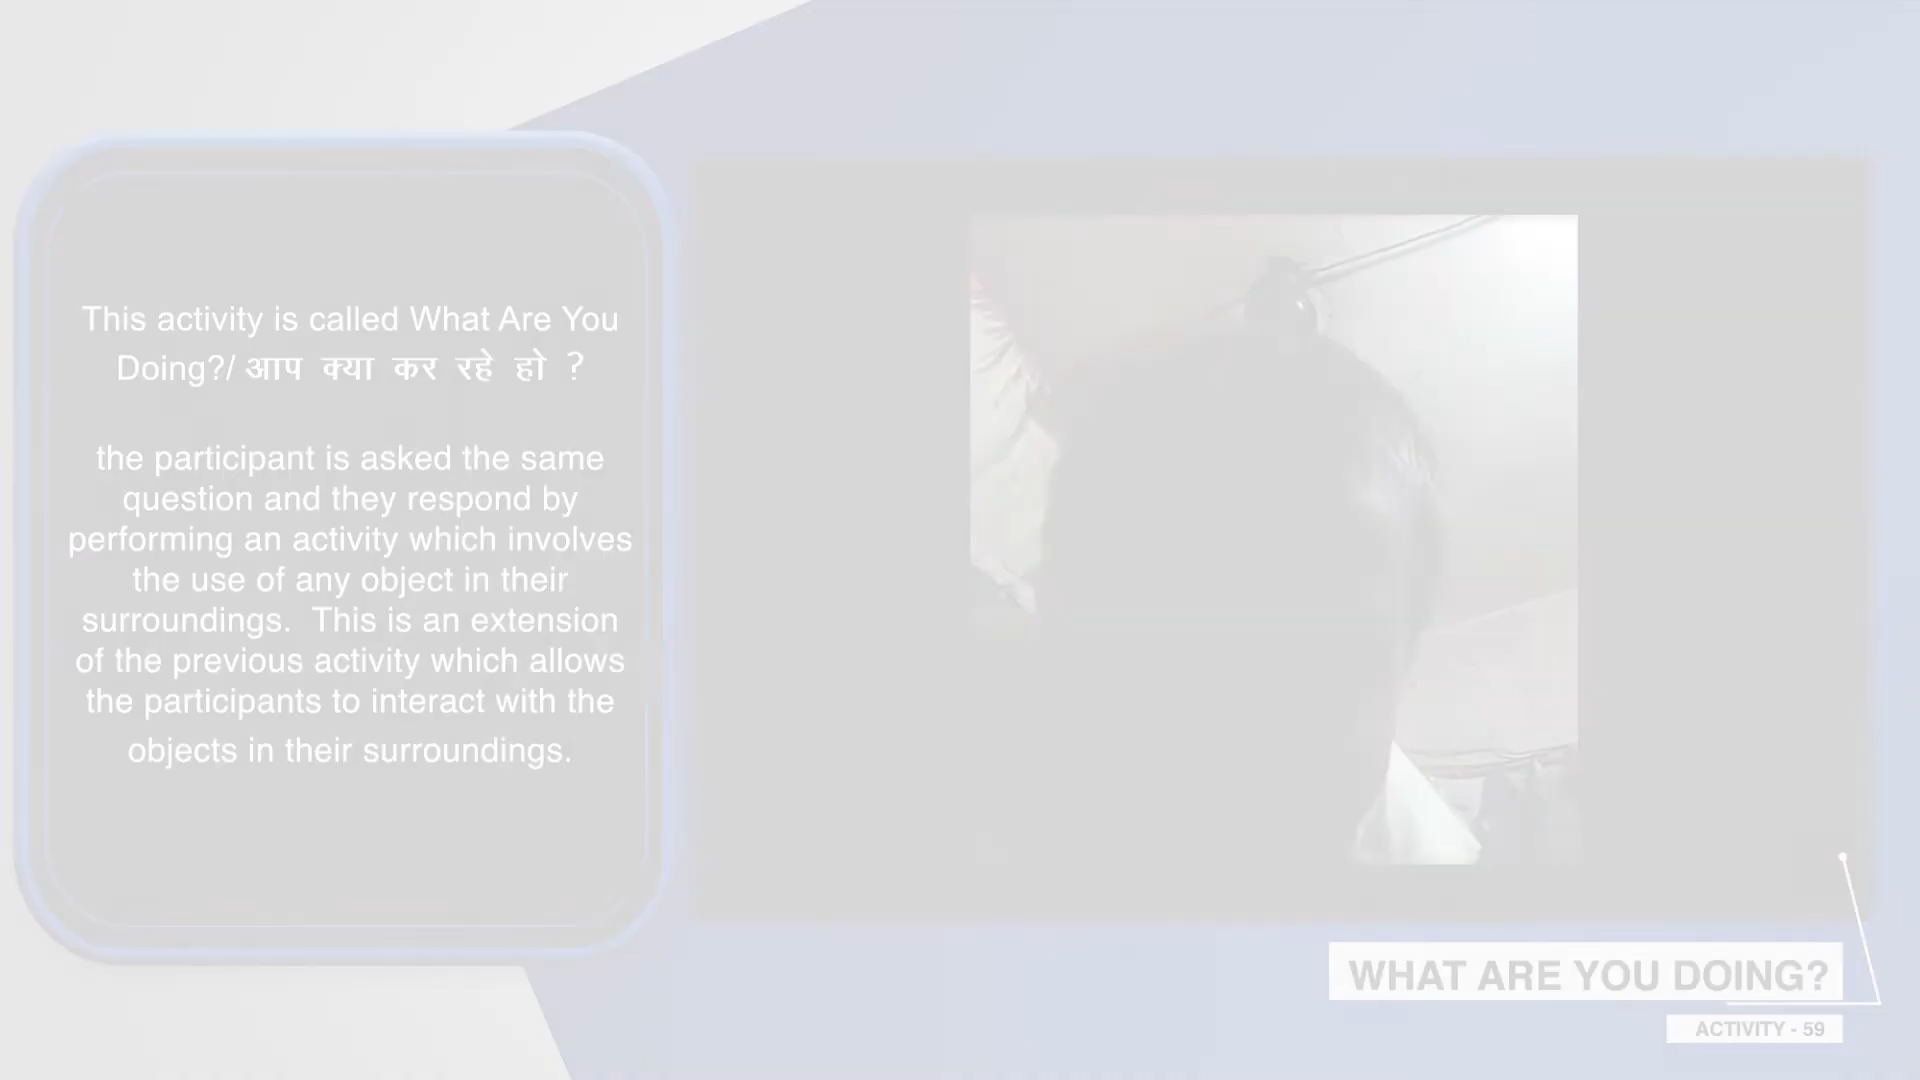 This activity is called What Are You
Doing?/ आप क्या कर रहे हो ?
the participant is asked the same
question and they respond by
performing an activity which involves
the use of any object in their
surroundings.  This is an extension
of the previous activity which allows
the participants to interact with the
objects in their surroundings.
WHAT ARE YOU DOING?
ACTIVITY - 59